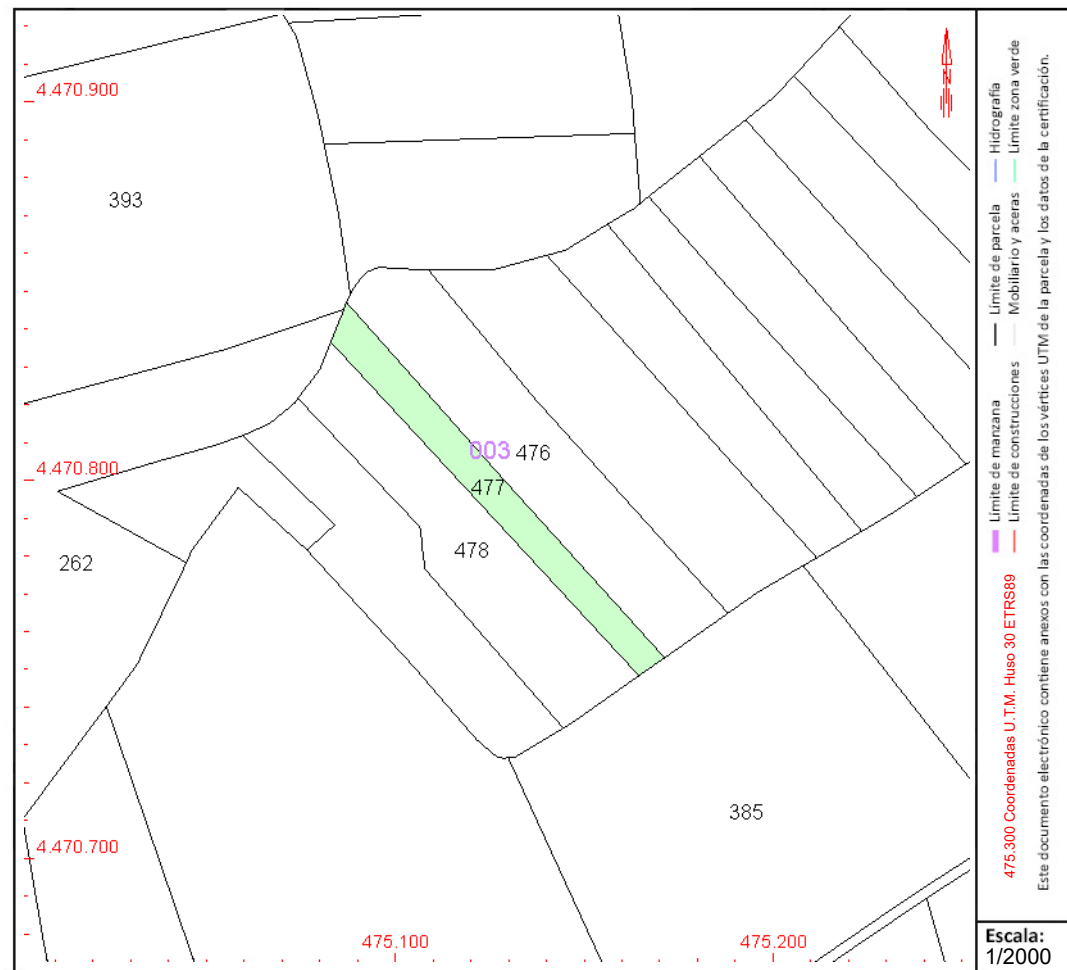 4.470.900
N
393
4.470.800
003
476
477
478
262
385
4.470.700
475.100
475.200
Límite de manzana
Límite de parcela
Hidrografía
Límite de construcciones
Mobiliario y aceras
Límite zona verde
475.300 Coordenadas U.T.M. Huso 30 ETRS89
Este documento electrónico contiene anexos con las coordenadas de los vértices UTM de la parcela y los datos de la certificación.
Escala:
1/2000